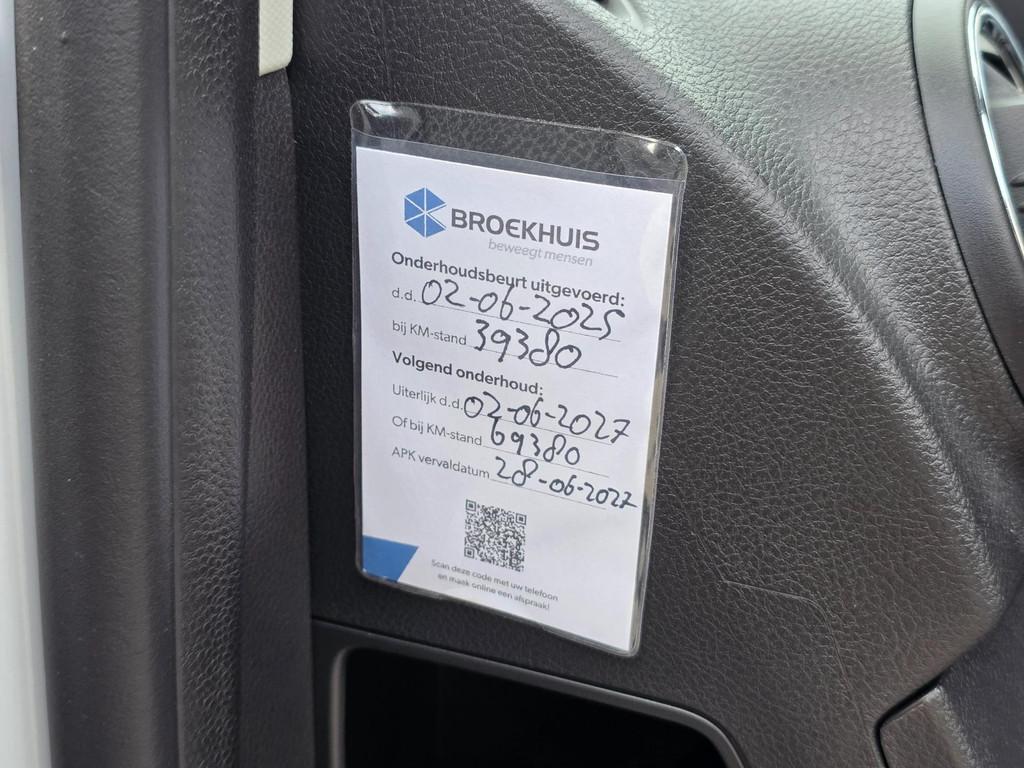 BROEKHUIS
beweegt mensen
Onderhoudsbeurt uitgevoerd:
d.d. 02-06-2025
bij KM-stand 39380
Volgend onderhoud:
Uiterlijk d.d. 02-06-2027
Of bij KM-stand 69380
APK vervaldatum 28-06-2027
Scan deze code met uw telefoon
en maak online een afspraak!